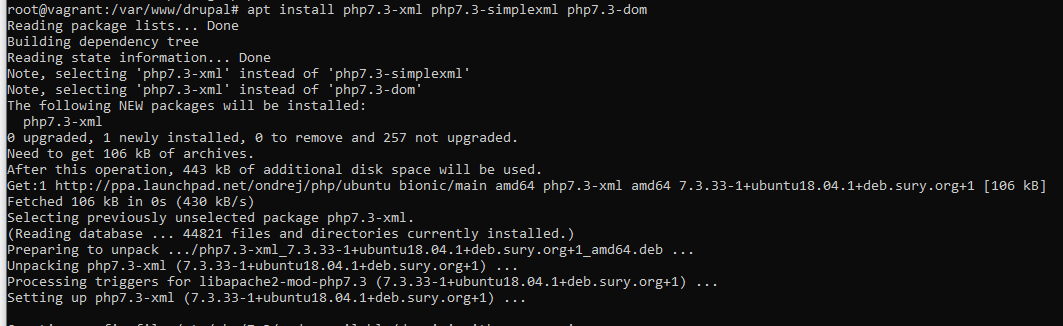 root@vagrant:/var/www/drupal# apt install php7.3-xml php7.3-simplexml php7.3-dom
Reading package lists... Done
Building dependency tree
Reading state information... Done
Note, selecting 'php7.3-xml' instead of 'php7.3-simplexml'
Note, selecting 'php7.3-xml' instead of 'php7.3-dom'
The following NEW packages will be installed:
  php7.3-xml
0 upgraded, 1 newly installed, 0 to remove and 257 not upgraded.
Need to get 106 kB of archives.
After this operation, 443 kB of additional disk space will be used.
Get:1 http://ppa.launchpad.net/ondrej/php/ubuntu bionic/main amd64 php7.3-xml amd64 7.3.33-1+ubuntu18.04.1+deb.sury.org+1 [106 kB]
Fetched 106 kB in 0s (430 kB/s)
Selecting previously unselected package php7.3-xml.
(Reading database ... 44821 files and directories currently installed.)
Preparing to unpack .../php7.3-xml_7.3.33-1+ubuntu18.04.1+deb.sury.org+1_amd64.deb ...
Unpacking php7.3-xml (7.3.33-1+ubuntu18.04.1+deb.sury.org+1) ...
Processing triggers for libapache2-mod-php7.3 (7.3.33-1+ubuntu18.04.1+deb.sury.org+1) ...
Setting up php7.3-xml (7.3.33-1+ubuntu18.04.1+deb.sury.org+1) ...